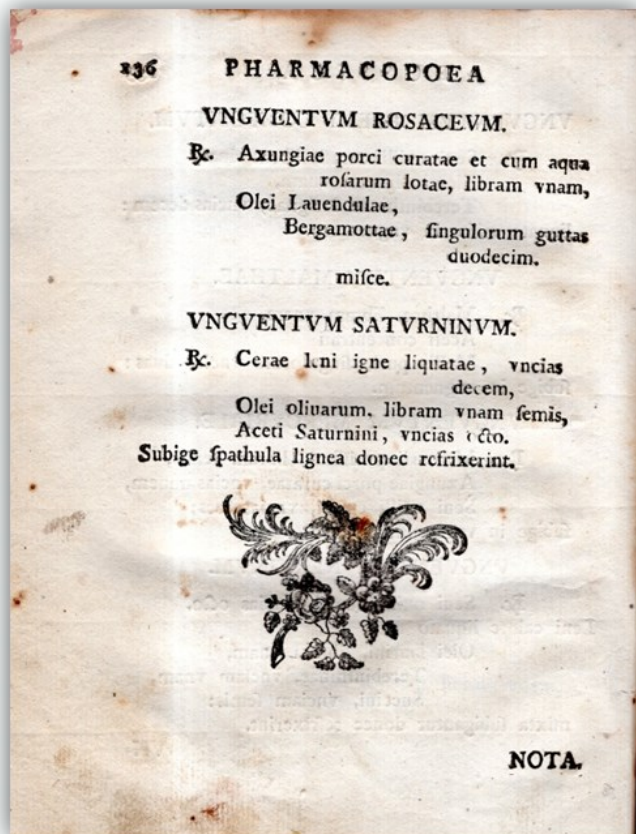 236 PHARMACOPOEA
VNGVENTVM ROSACEVM.
℞. Axungiae porci curatae et cum aqua
roſarum lotae, libram vnam,
Olei Lauendulae,
Bergamottae, ſingulorum guttas
duodecim.
miſce.
VNGVENTVM SATVRNINVM.
℞. Cerae leni igne liquatae, vncias
decem,
Olei oliuarum. libram vnam ſemis,
Aceti Saturnini, vncias octo.
Subige ſpathula lignea donec refrixerint.
NOTA.